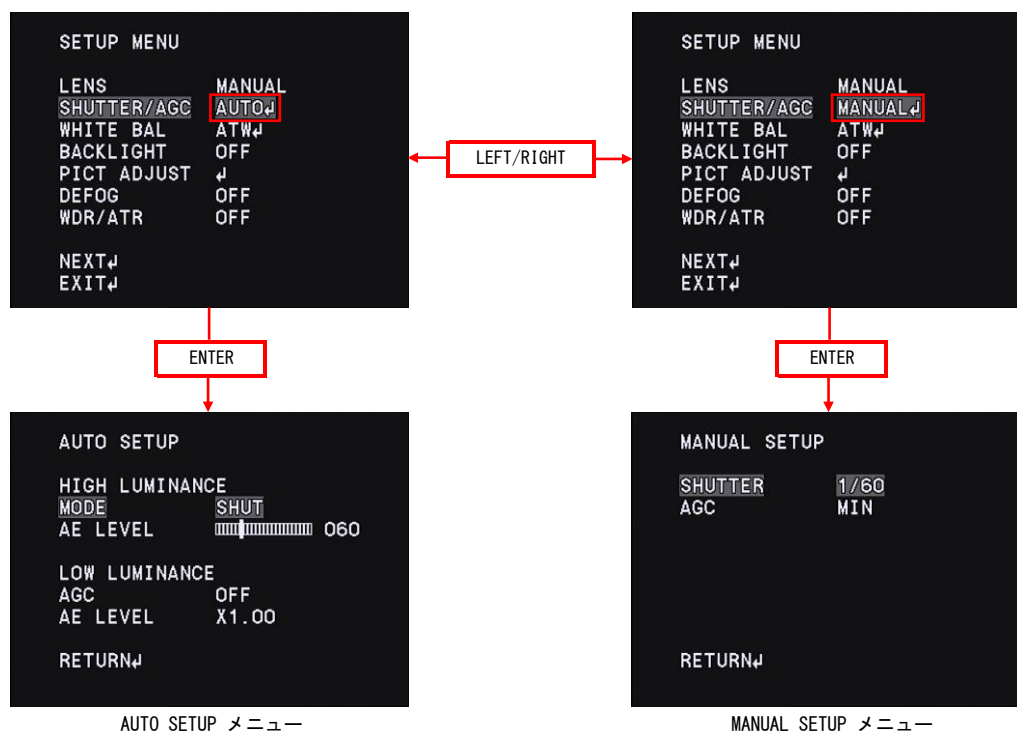 SETUP MENU
LENS MANUAL
SHUTTER/AGC AUTO↲
WHITE BAL ATW↲
BACKLIGHT OFF
PICT ADJUST ↲
DEFOG OFF
WDR/ATR OFF
NEXT↲
EXIT↲
LEFT/RIGHT
SETUP MENU
LENS MANUAL
SHUTTER/AGC MANUAL↲
WHITE BAL ATW↲
BACKLIGHT OFF
PICT ADJUST ↲
DEFOG OFF
WDR/ATR OFF
NEXT↲
EXIT↲
ENTER
ENTER
AUTO SETUP
HIGH LUMINANCE
MODE SHUT
AE LEVEL 060
LOW LUMINANCE
AGC OFF
AE LEVEL X1.00
RETURN↲
AUTO SETUP メニュー
MANUAL SETUP
SHUTTER 1/60
AGC MIN
RETURN↲
MANUAL SETUP メニュー